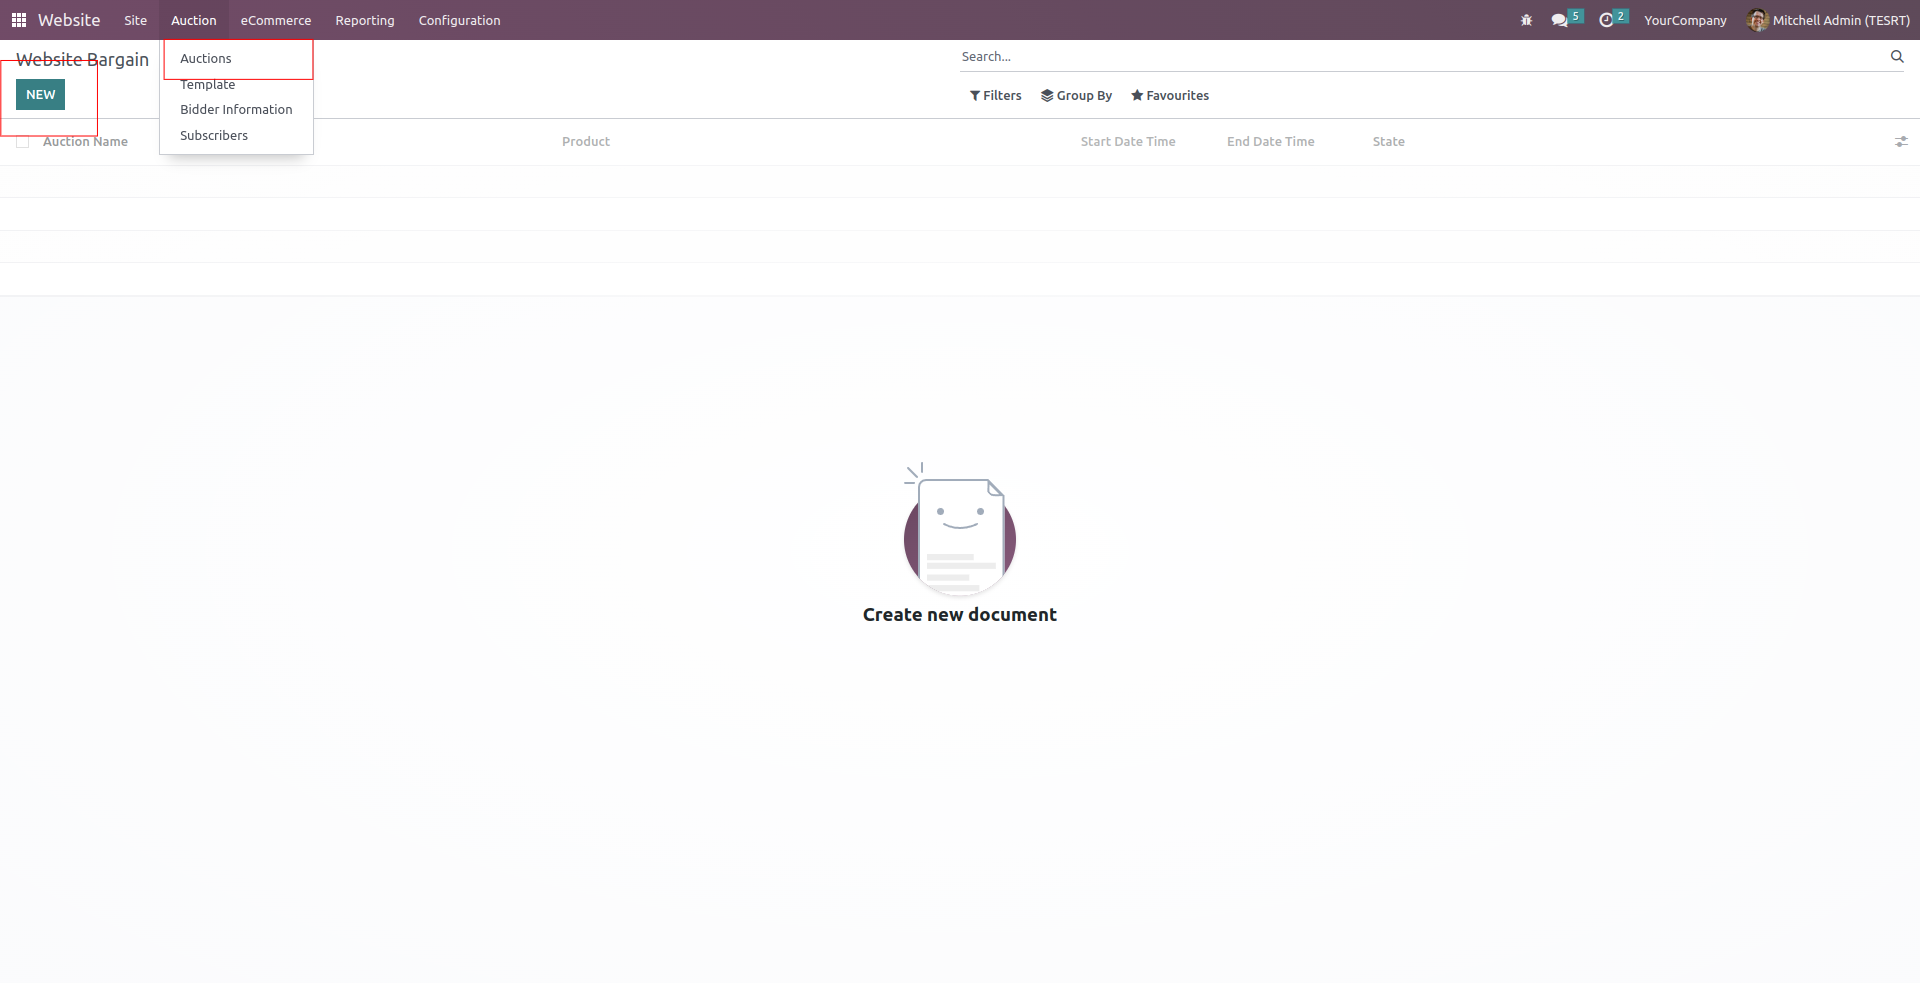 Website Site Auction eCommerce Reporting Configuration 5 2 YourCompany Mitchell Admin (TESRT)
Website Bargain
NEW
Auctions
Template
Bidder Information
Subscribers
Search...
Filters Group By Favourites
Auction Name Product Start Date Time End Date Time State
Create new document